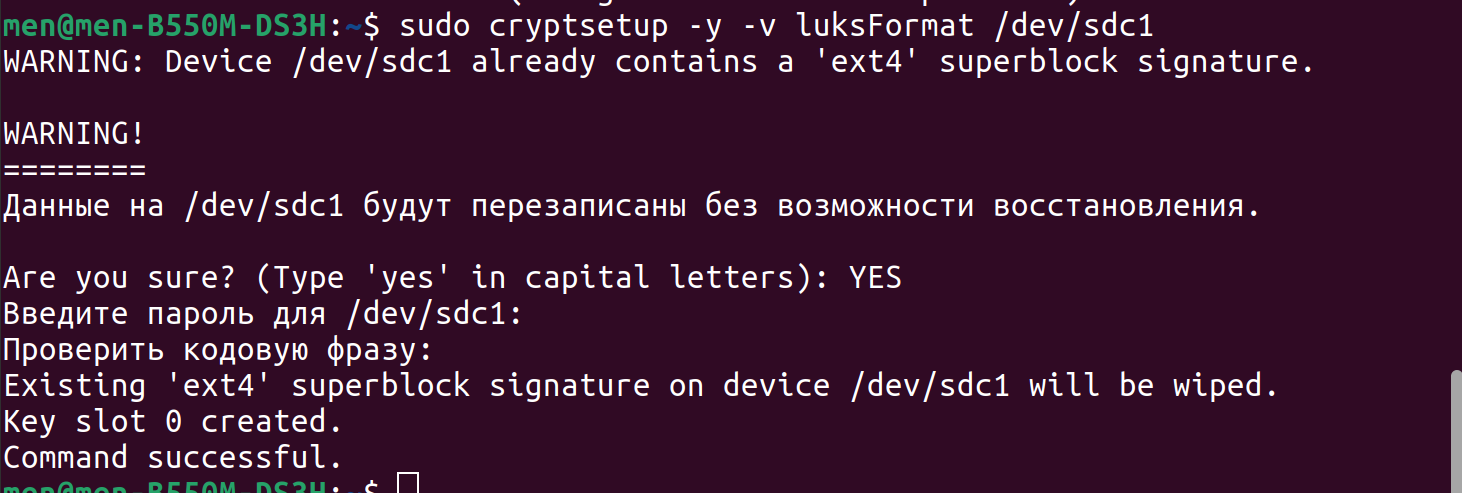 men@men-B550M-DS3H:~$ sudo cryptsetup -y -v luksFormat /dev/sdc1
WARNING: Device /dev/sdc1 already contains a 'ext4' superblock signature.
WARNING!
========
Данные на /dev/sdc1 будут перезаписаны без возможности восстановления.
Are you sure? (Type 'yes' in capital letters): YES
Введите пароль для /dev/sdc1:
Проверить кодовую фразу:
Existing 'ext4' superblock signature on device /dev/sdc1 will be wiped.
Key slot 0 created.
Command successful.
men@men-B550M-DS3H:~$